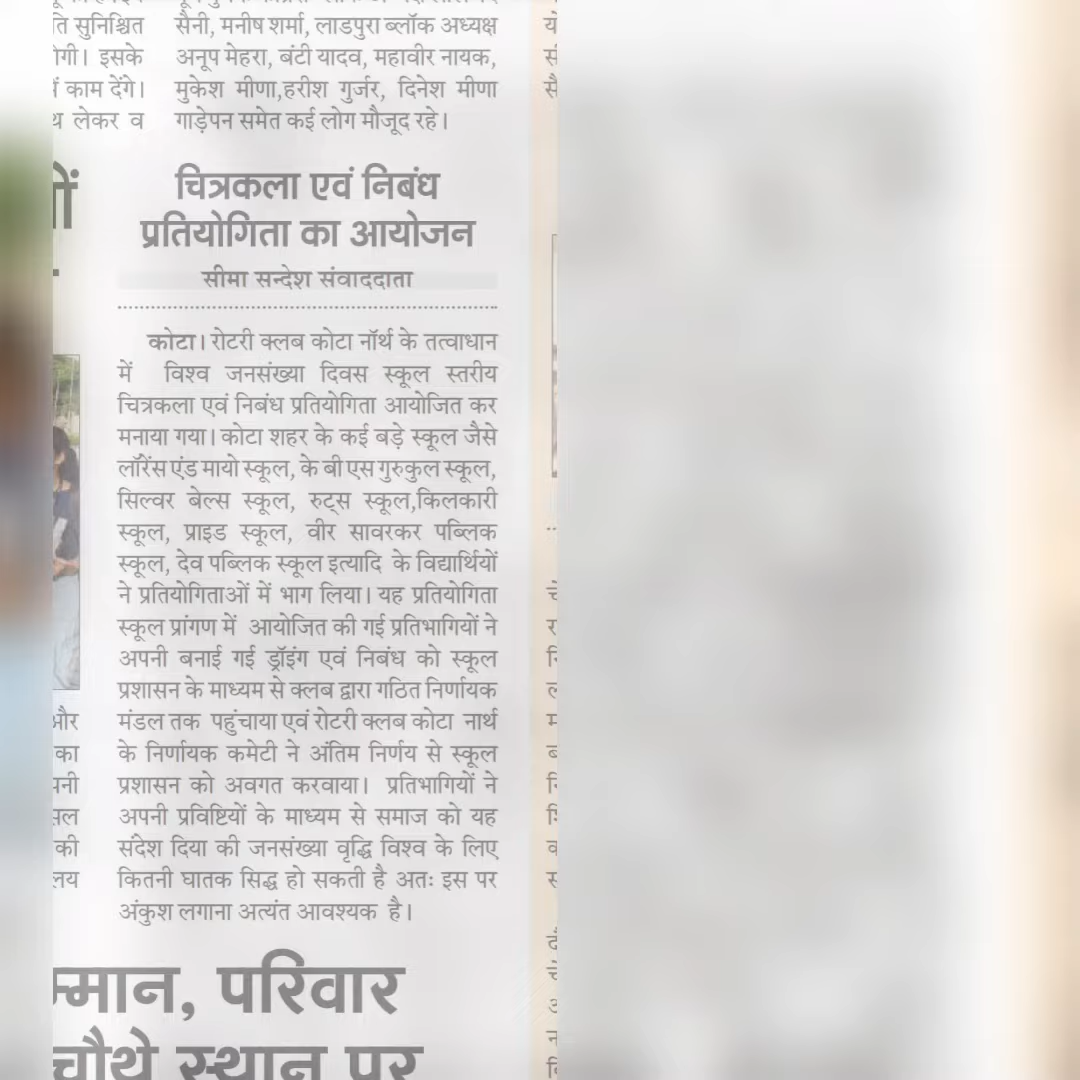 ति सुनिश्चित
इसके
काम देंगे।
लेकर व
सैनी, मनीष शर्मा, लाडपुरा ब्लॉक अध्यक्ष
अनूप मेहरा, बंटी यादव, महावीर नायक,
मुकेश मीणा,हरीश गुर्जर, दिनेश मीणा
गाड़ेपन समेत कई लोग मौजूद रहे।
चित्रकला एवं निबंध
प्रतियोगिता का आयोजन
सीमा सन्देश संवाददाता
कोटा। रोटरी क्लब कोटा नॉर्थ के तत्वाधान
में विश्व जनसंख्या दिवस स्कूल स्तरीय
चित्रकला एवं निबंध प्रतियोगिता आयोजित कर
मनाया गया। कोटा शहर के कई बड़े स्कूल जैसे
लॉरेंस एंड मायो स्कूल, के बी एस गुरुकुल स्कूल,
सिल्वर बेल्स स्कूल, रुट्स स्कूल,किलकारी
स्कूल, प्राइड स्कूल, वीर सावरकर पब्लिक
स्कूल, देव पब्लिक स्कूल इत्यादि के विद्यार्थियों
ने प्रतियोगिताओं में भाग लिया। यह प्रतियोगिता
स्कूल प्रांगण में आयोजित की गई प्रतिभागियों ने
अपनी बनाई गई ड्रॉइंग एवं निबंध को स्कूल
प्रशासन के माध्यम से क्लब द्वारा गठित निर्णायक
मंडल तक पहुंचाया एवं रोटरी क्लब कोटा नार्थ
के निर्णायक कमेटी ने अंतिम निर्णय से स्कूल
प्रशासन को अवगत करवाया। प्रतिभागियों ने
अपनी प्रविष्टियों के माध्यम से समाज को यह
संदेश दिया की जनसंख्या वृद्धि विश्व के लिए
कितनी घातक सिद्ध हो सकती है अतः इस पर
अंकुश लगाना अत्यंत आवश्यक है।
और
का
की
म्मान, परिवार
चौथे स्थान पर